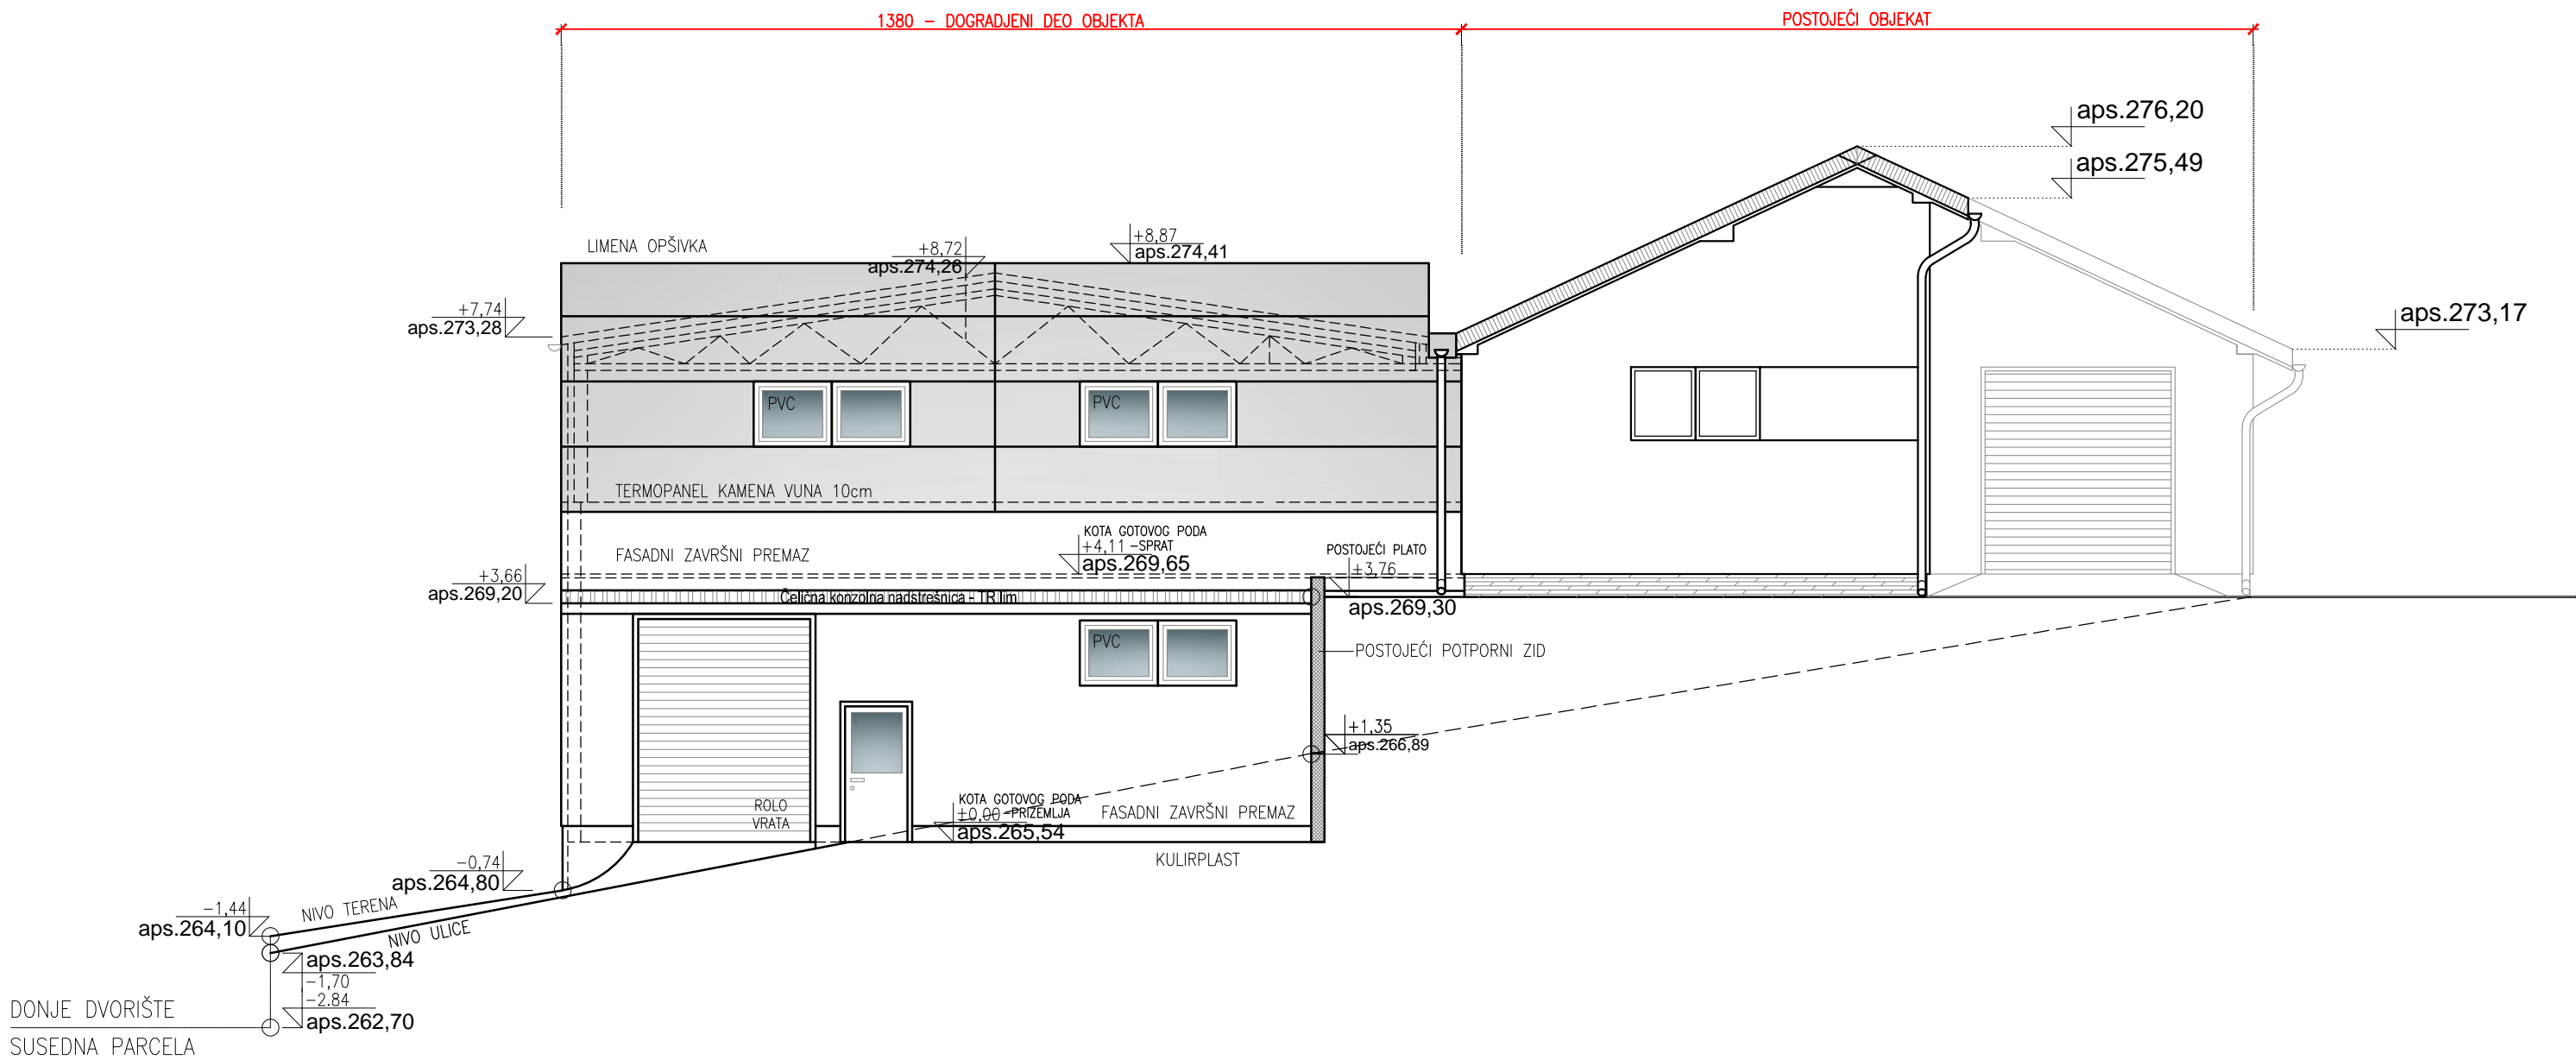 1380 - DOGRADJENI DEO OBJEKTA
POSTOJEĆI OBJEKAT
aps.276,20
aps.275,49
LIMENA OPŠIVKA
+8,72
aps.274,26
+8,87
aps.274,41
+7,74
aps.273,28
aps.273,17
PVC
PVC
TERMOPANEL KAMENA VUNA 10cm
FASADNI ZAVRŠNI PREMAZ
KOTA GOTOVOG PODA
+4,11 -SPRAT
aps.269,65
POSTOJEĆI PLATO
+3,76
aps.269,30
+3,66
aps.269,20
Čelična konzolna nadstrešnica - TR lim
PVC
POSTOJEĆI POTPORNI ZID
+1,35
aps.266,89
ROLO
VRATA
KOTA GOTOVOG PODA
±0,00 -PRIZEMLJA
aps.265,54
FASADNI ZAVRŠNI PREMAZ
KULIRPLAST
-0,74
aps.264,80
NIVO TERENA
-1,44
aps.264,10
NIVO ULICE
aps.263,84
-1,70
-2.84
aps.262,70
DONJE DVORIŠTE
SUSEDNA PARCELA